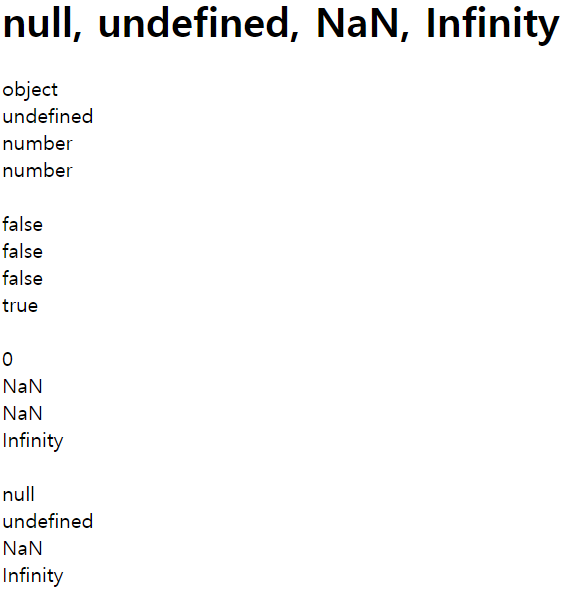 null, undefined, NaN, Infinity
object
undefined
number
number
false
false
false
true
0
NaN
NaN
Infinity
null
undefined
NaN
Infinity